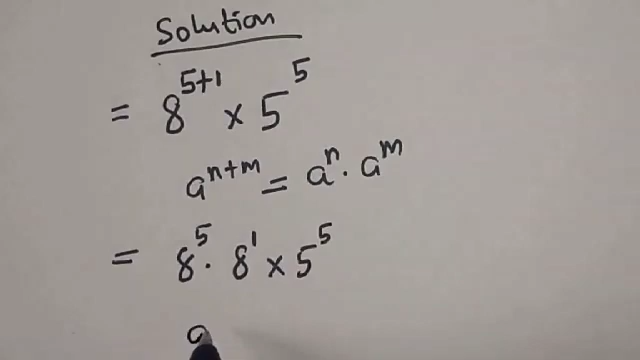 Solution
= 8^{5+1} × 5^5
a^{n+m} = a^n · a^m
= 8^5 · 8^1 × 5^5